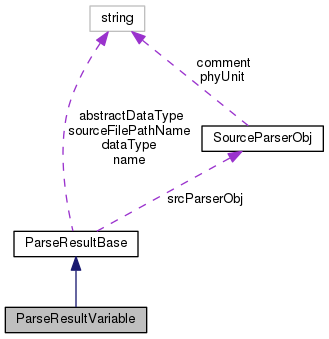 string
comment
phyUnit
abstractDataType
sourceFilePathName
dataType
name
SourceParserObj
srcParserObj
ParseResultBase
ParseResultVariable